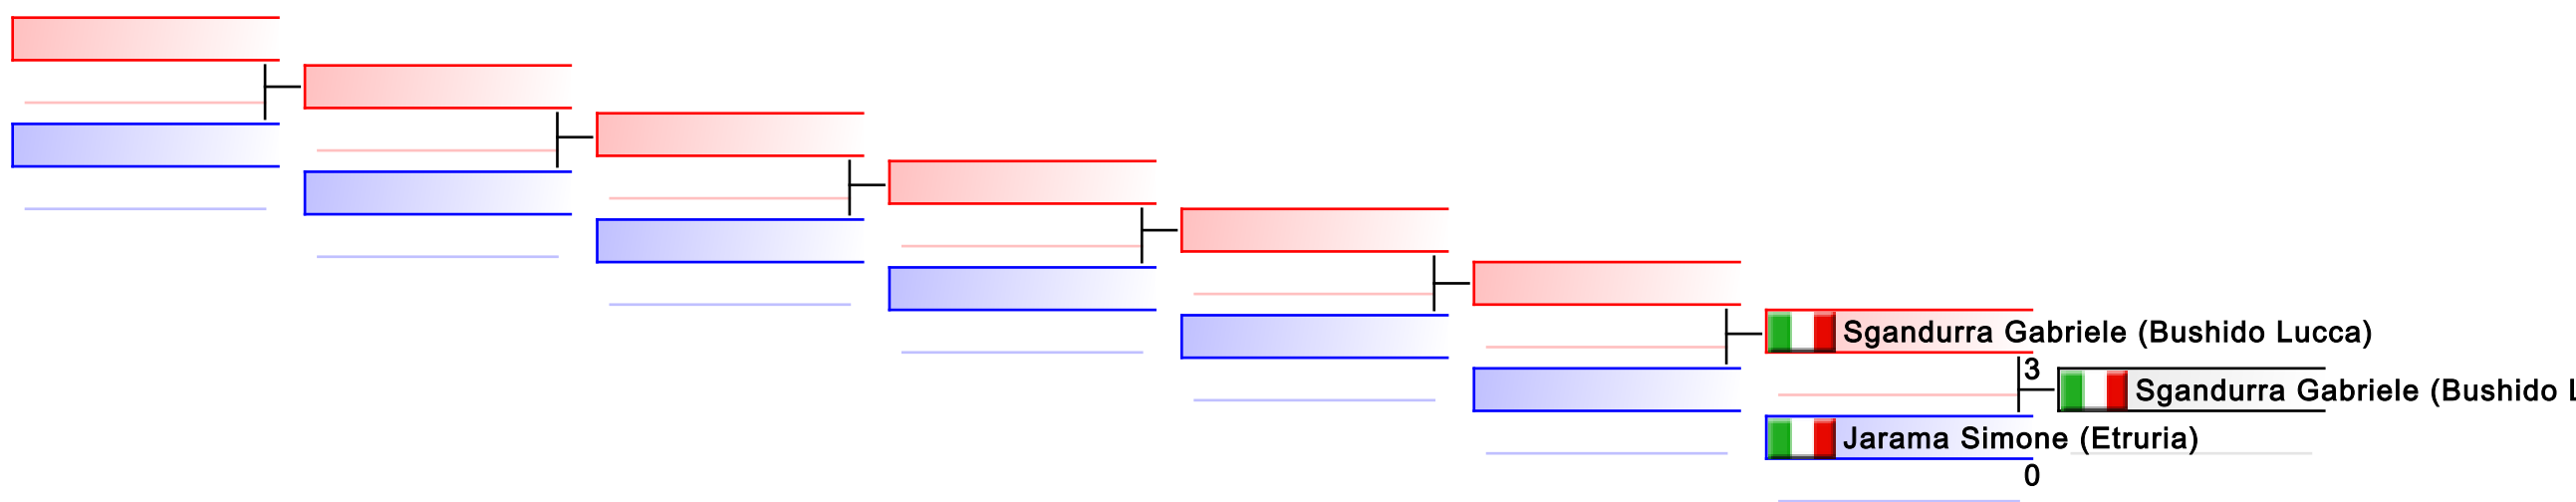 Sgandurra Gabriele (Bushido Lucca)
3
Sgandurra Gabriele (Bushido
Jarama Simone (Etruria)
0